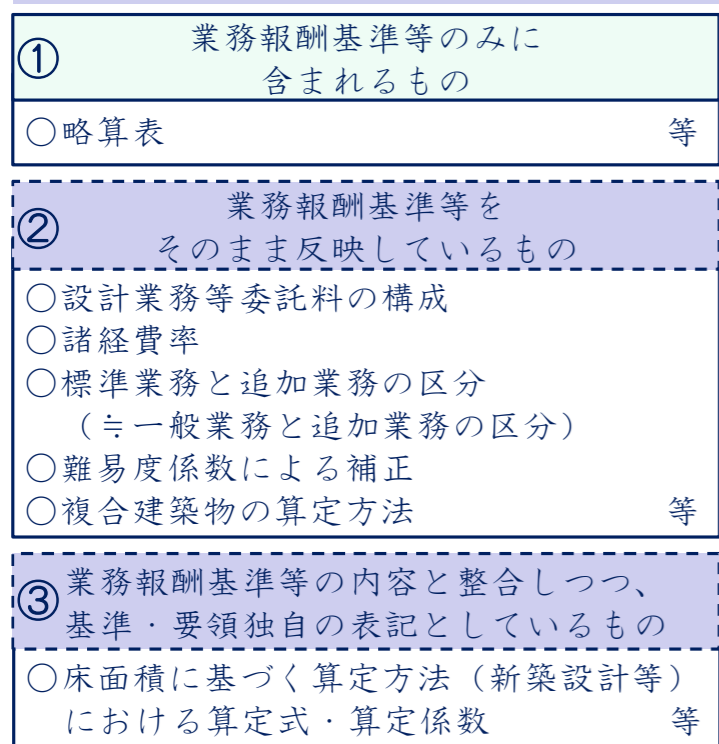 ① 業務報酬基準等のみに
含まれるもの
○略算表 等
② 業務報酬基準等を
そのまま反映しているもの
○設計業務等委託料の構成
○諸経費率
○標準業務と追加業務の区分
（≒一般業務と追加業務の区分）
○難易度係数による補正
○複合建築物の算定方法 等
③ 業務報酬基準等の内容と整合しつつ、
基準・要領独自の表記としているもの
○床面積に基づく算定方法（新築設計等）
における算定式・算定係数 等